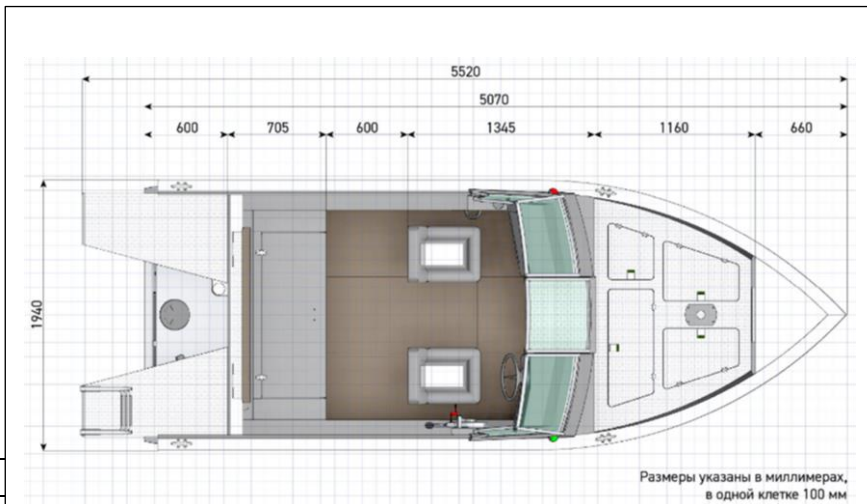 5520
5070
600 705 600 1345 1160 660
1940
Размеры указаны в миллимерах,
в одной клетке 100 мм